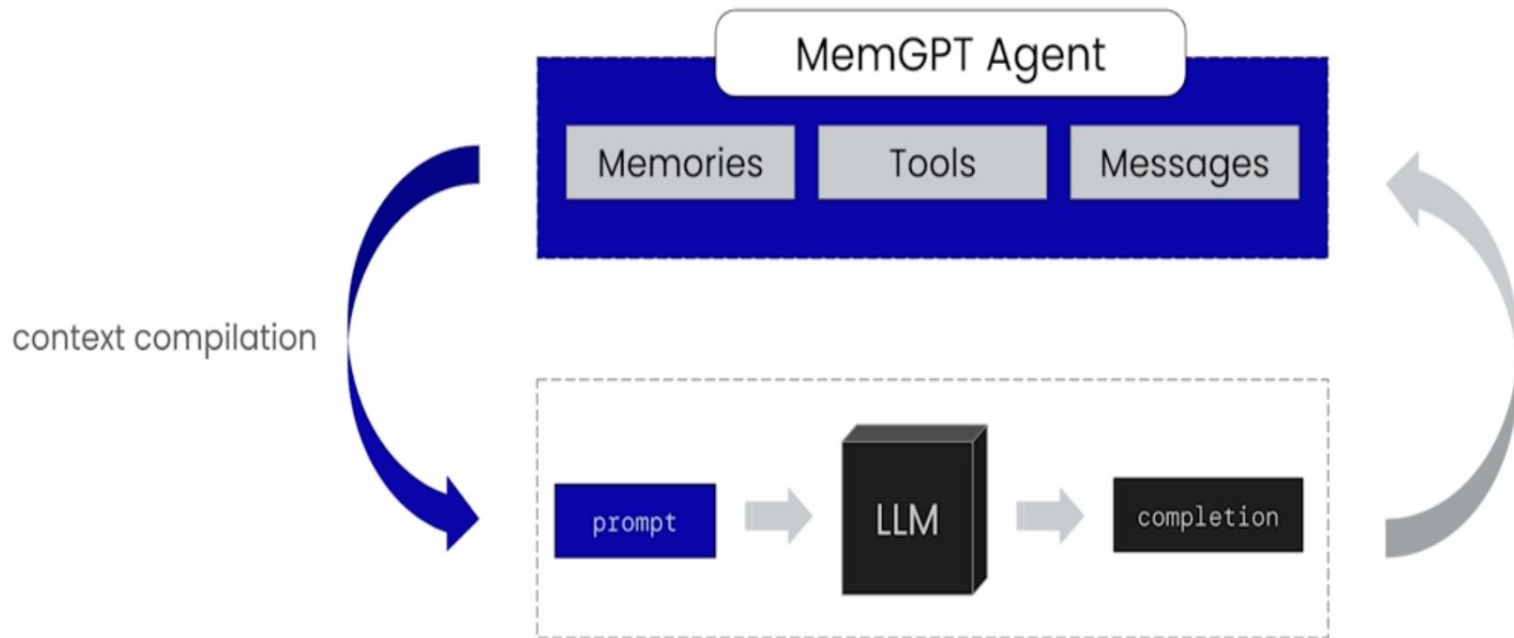 MemGPT Agent
Memories
Tools
Messages
context compilation
prompt
LLM
completion